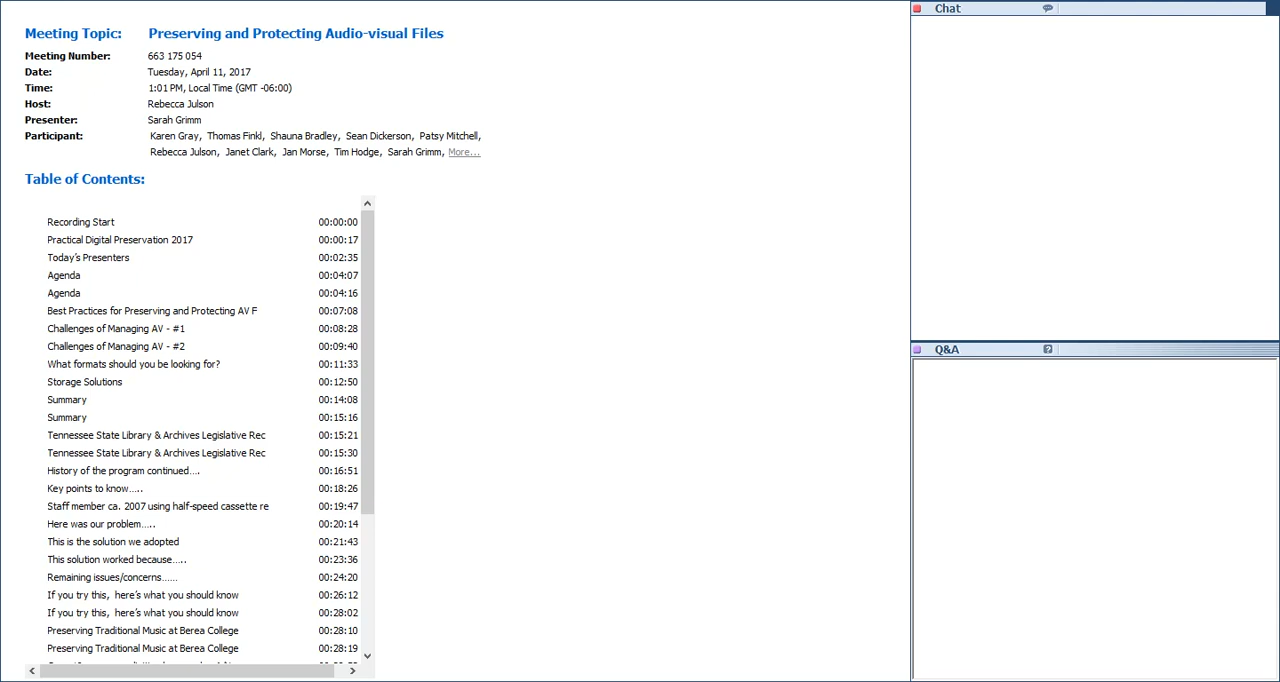 Meeting Topic: Preserving and Protecting Audio-visual Files
Meeting Number: 663 175 054
Date: Tuesday, April 11, 2017
Time: 1:01 PM, Local Time (GMT -06:00)
Host: Rebecca Julson
Presenter: Sarah Grimm
Participant: Karen Gray, Thomas Finkl, Shauna Bradley, Sean Dickerson, Patsy Mitchell,
Rebecca Julson, Janet Clark, Jan Morse, Tim Hodge, Sarah Grimm, More...
Table of Contents:
Recording Start 00:00:00
Practical Digital Preservation 2017 00:00:17
Today's Presenters 00:02:35
Agenda 00:04:07
Agenda 00:04:16
Best Practices for Preserving and Protecting AV F 00:07:08
Challenges of Managing AV - #1 00:08:28
Challenges of Managing AV - #2 00:09:40
What formats should you be looking for? 00:11:33
Storage Solutions 00:12:50
Summary 00:14:08
Summary 00:15:16
Tennessee State Library & Archives Legislative Rec 00:15:21
Tennessee State Library & Archives Legislative Rec 00:15:30
History of the program continued.... 00:16:51
Key points to know..... 00:18:26
Staff member ca. 2007 using half-speed cassette re 00:19:47
Here was our problem..... 00:20:14
This is the solution we adopted 00:21:43
This solution worked because..... 00:23:36
Remaining issues/concerns...... 00:24:20
If you try this, here's what you should know 00:26:12
If you try this, here's what you should know 00:28:02
Preserving Traditional Music at Berea College 00:28:10
Preserving Traditional Music at Berea College 00:28:19
Chat
Q&A